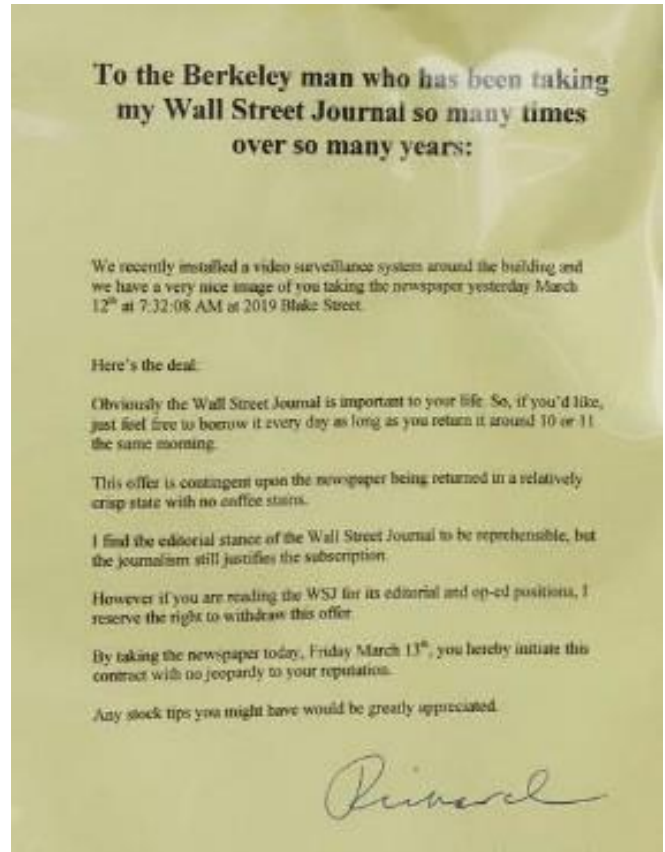 To the Berkeley man who has been taking
my Wall Street Journal so many times
over so many years:
We recently installed a video surveillance system around the building and
we have a very nice image of you taking the newspaper yesterday March
12th at 7:32:08 AM at 2019 Blake Street.
Here's the deal:
Obviously the Wall Street Journal is important to your life. So, if you'd like,
just feel free to borrow it every day as long as you return it around 10 or 11
the same morning.
This offer is contingent upon the newspaper being returned in a relatively
crisp state with no coffee stains.
I find the editorial stance of the Wall Street Journal to be reprehensible, but
the journalism still justifies the subscription.
However if you are reading the WSJ for its editorial and op-ed positions, I
reserve the right to withdraw this offer.
By taking the newspaper today, Friday March 13th, you hereby initiate this
contract with no jeopardy to your reputation.
Any stock tips you might have would be greatly appreciated.
Richard